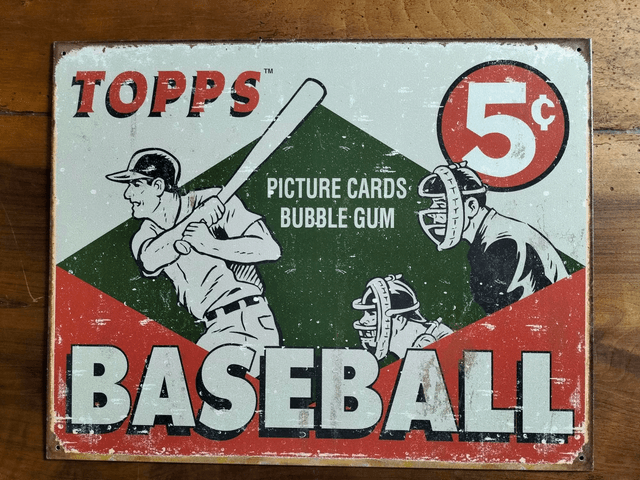 TOPPS™
5¢
PICTURE CARDS
BUBBLE GUM
BASEBALL